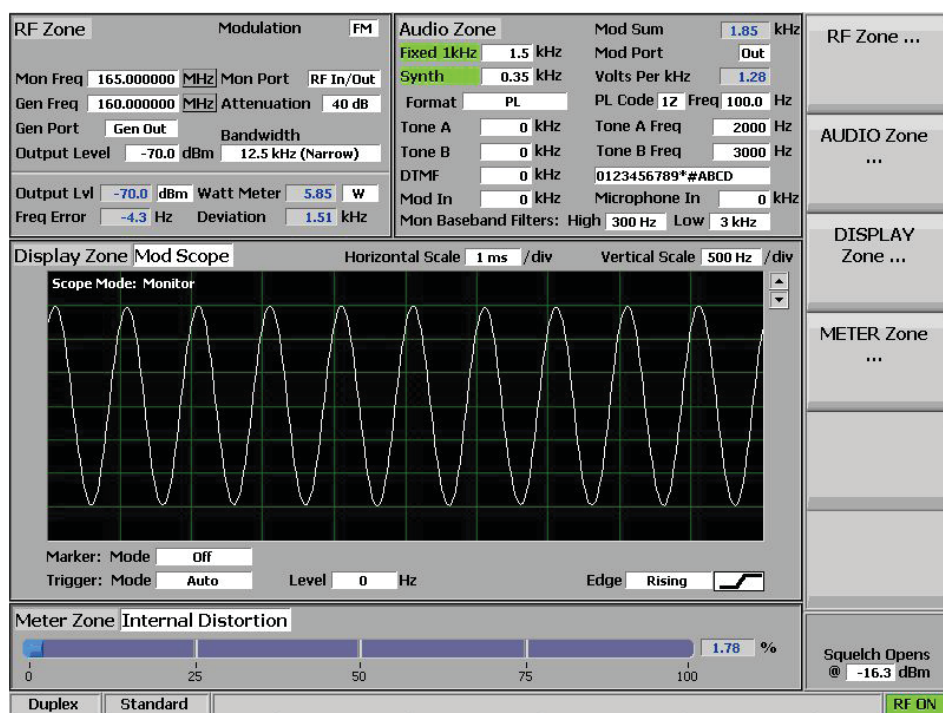 RF Zone Modulation FM
Mon Freq 165.000000 MHz Mon Port RF In/Out
Gen Freq 160.000000 MHz Attenuation 40 dB
Gen Port Gen Out Bandwidth
Output Level -70.0 dBm 12.5 kHz (Narrow)
Output Lvl -70.0 dBm Watt Meter 5.85 W
Freq Error -4.3 Hz Deviation 1.51 kHz
Audio Zone Mod Sum 1.85 kHz
Fixed 1kHz 1.5 kHz Mod Port Out
Synth 0.35 kHz Volts Per kHz 1.28
Format PL PL Code 1Z Freq 100.0 Hz
Tone A 0 kHz Tone A Freq 2000 Hz
Tone B 0 kHz Tone B Freq 3000 Hz
DTMF 0 kHz 0123456789*#ABCD
Mod In 0 kHz Microphone In 0 kHz
Mon Baseband Filters: High 300 Hz Low 3 kHz
Display Zone Mod Scope Horizontal Scale 1 ms /div Vertical Scale 500 Hz /div
Scope Mode: Monitor
Marker: Mode Off
Trigger: Mode Auto Level 0 Hz Edge Rising
Meter Zone Internal Distortion
1.78 %
0 25 50 75 100
RF Zone ...
AUDIO Zone
...
DISPLAY
Zone ...
METER Zone
...
Squelch Opens
@ -16.3 dBm
Duplex Standard RF ON